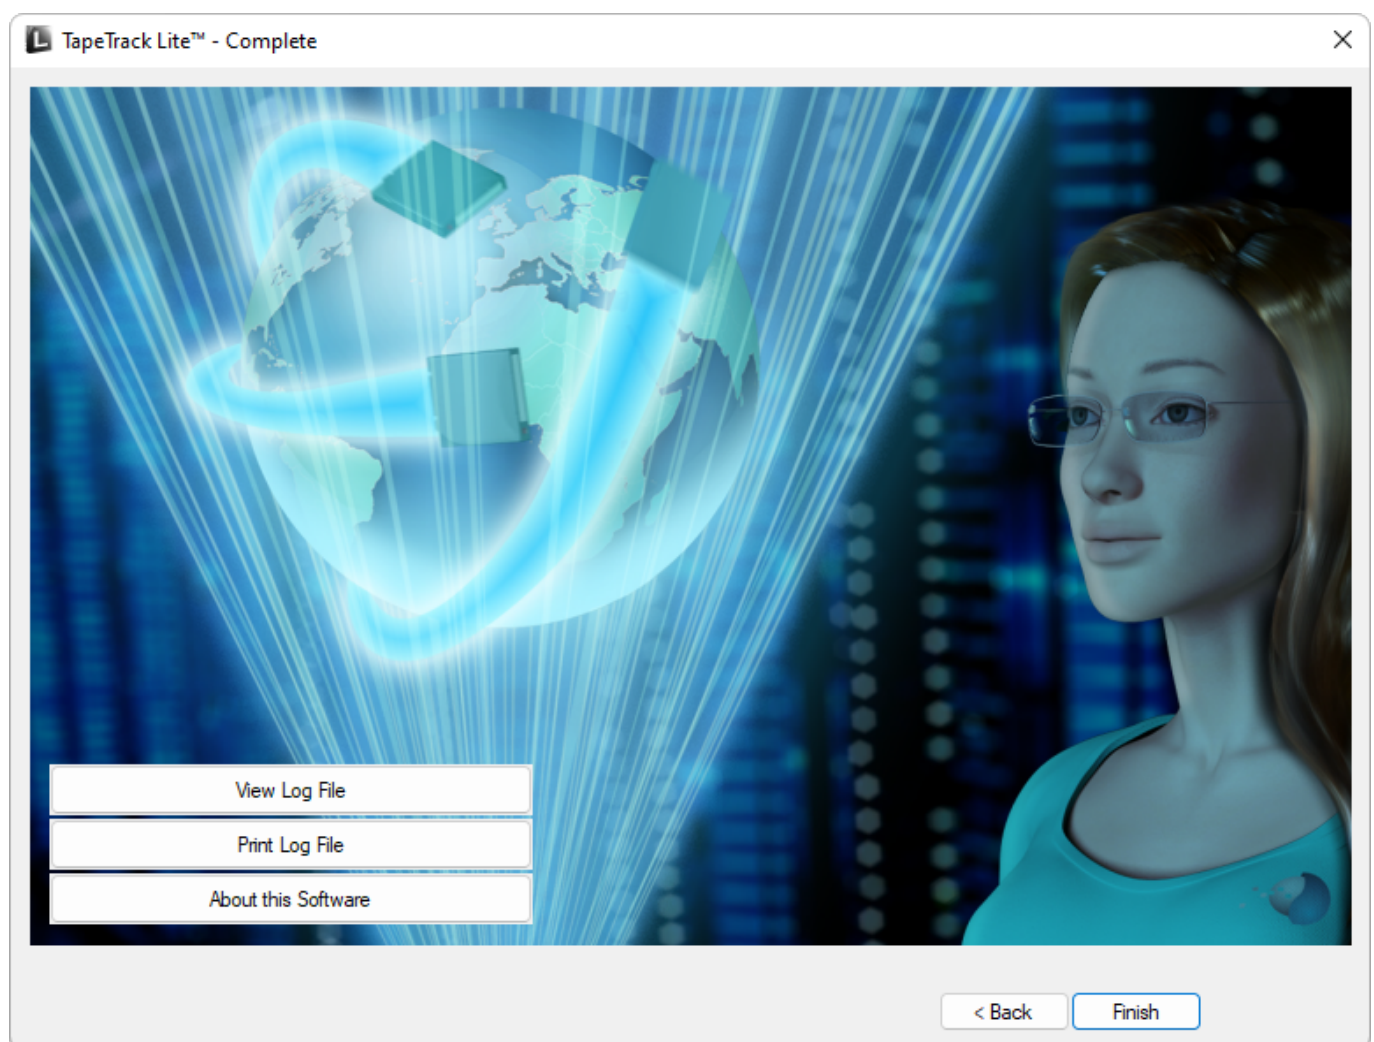 TapeTrack Lite™ - Complete
View Log File
Print Log File
About this Software
< Back
Finish